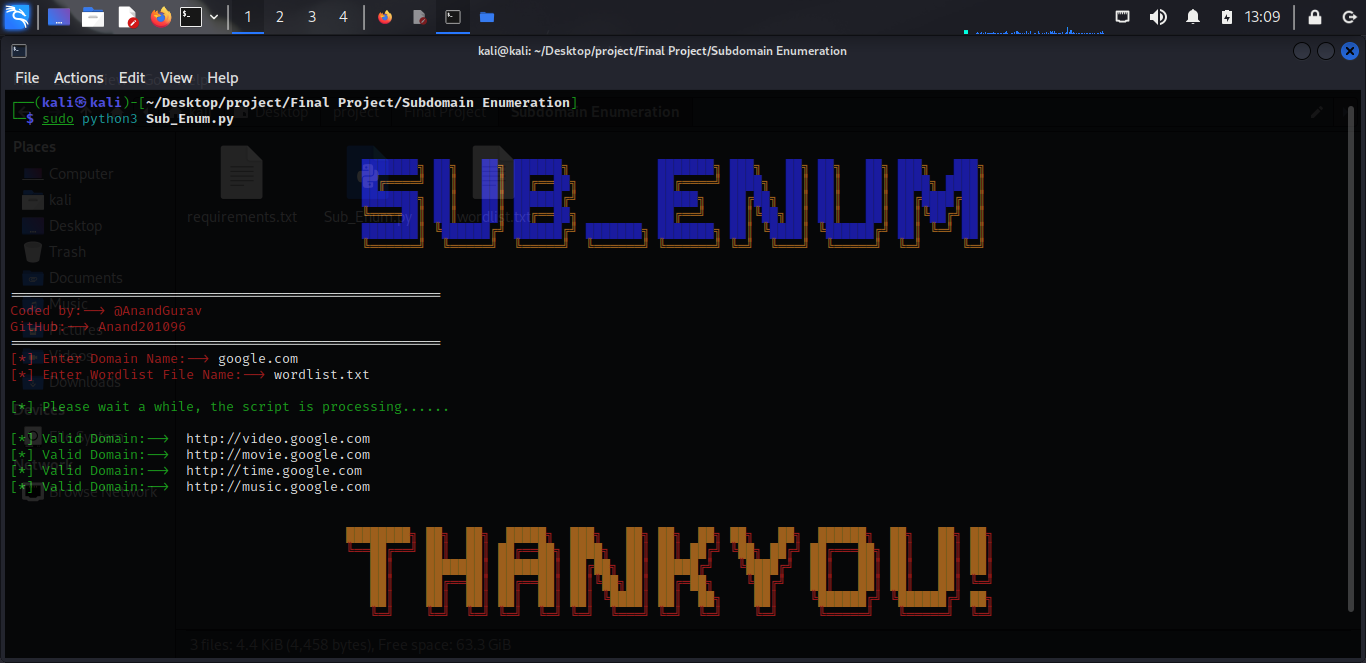 1 2 3 4 13:09
kali@kali: ~/Desktop/project/Final Project/Subdomain Enumeration
File Actions Edit View Help
(kali㉿kali)-[~/Desktop/project/Final Project/Subdomain Enumeration]
$ sudo python3 Sub_Enum.py
Desktop project Final Project Subdomain Enumeration
Places
Computer
kali
Desktop
Trash
Documents
Music
Pictures
Videos
Downloads
Devices
File System
Network
Browse Network
requirements.txt Sub_Enum.py wordlist.txt
SUB_ENUM
Coded by:--> @AnandGurav
GitHub:--> Anand201096
[*] Enter Domain Name:--> google.com
[*] Enter Wordlist File Name:--> wordlist.txt
[*] Please wait a while, the script is processing......
[*] Valid Domain:--> http://video.google.com
[*] Valid Domain:--> http://movie.google.com
[*] Valid Domain:--> http://time.google.com
[*] Valid Domain:--> http://music.google.com
THANKYOU!
3 files: 4.4 KiB (4,458 bytes), Free space: 63.3 GiB